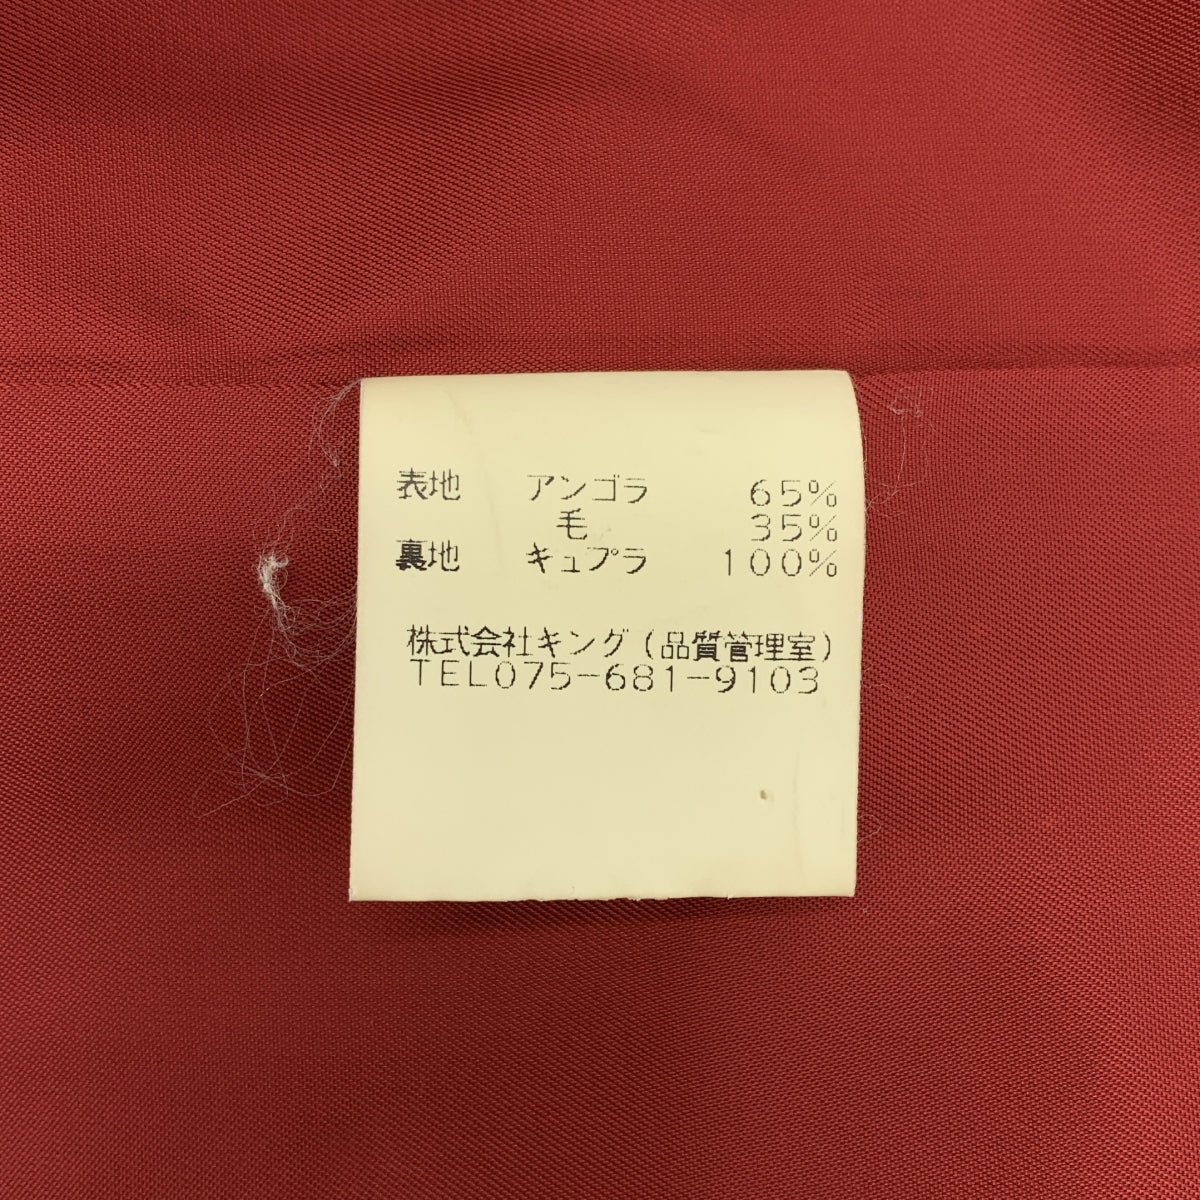 表地 アンゴラ 65%
毛 35%
裏地 キュプラ 100%
株式会社キング(品質管理室)
TEL075-681-9103